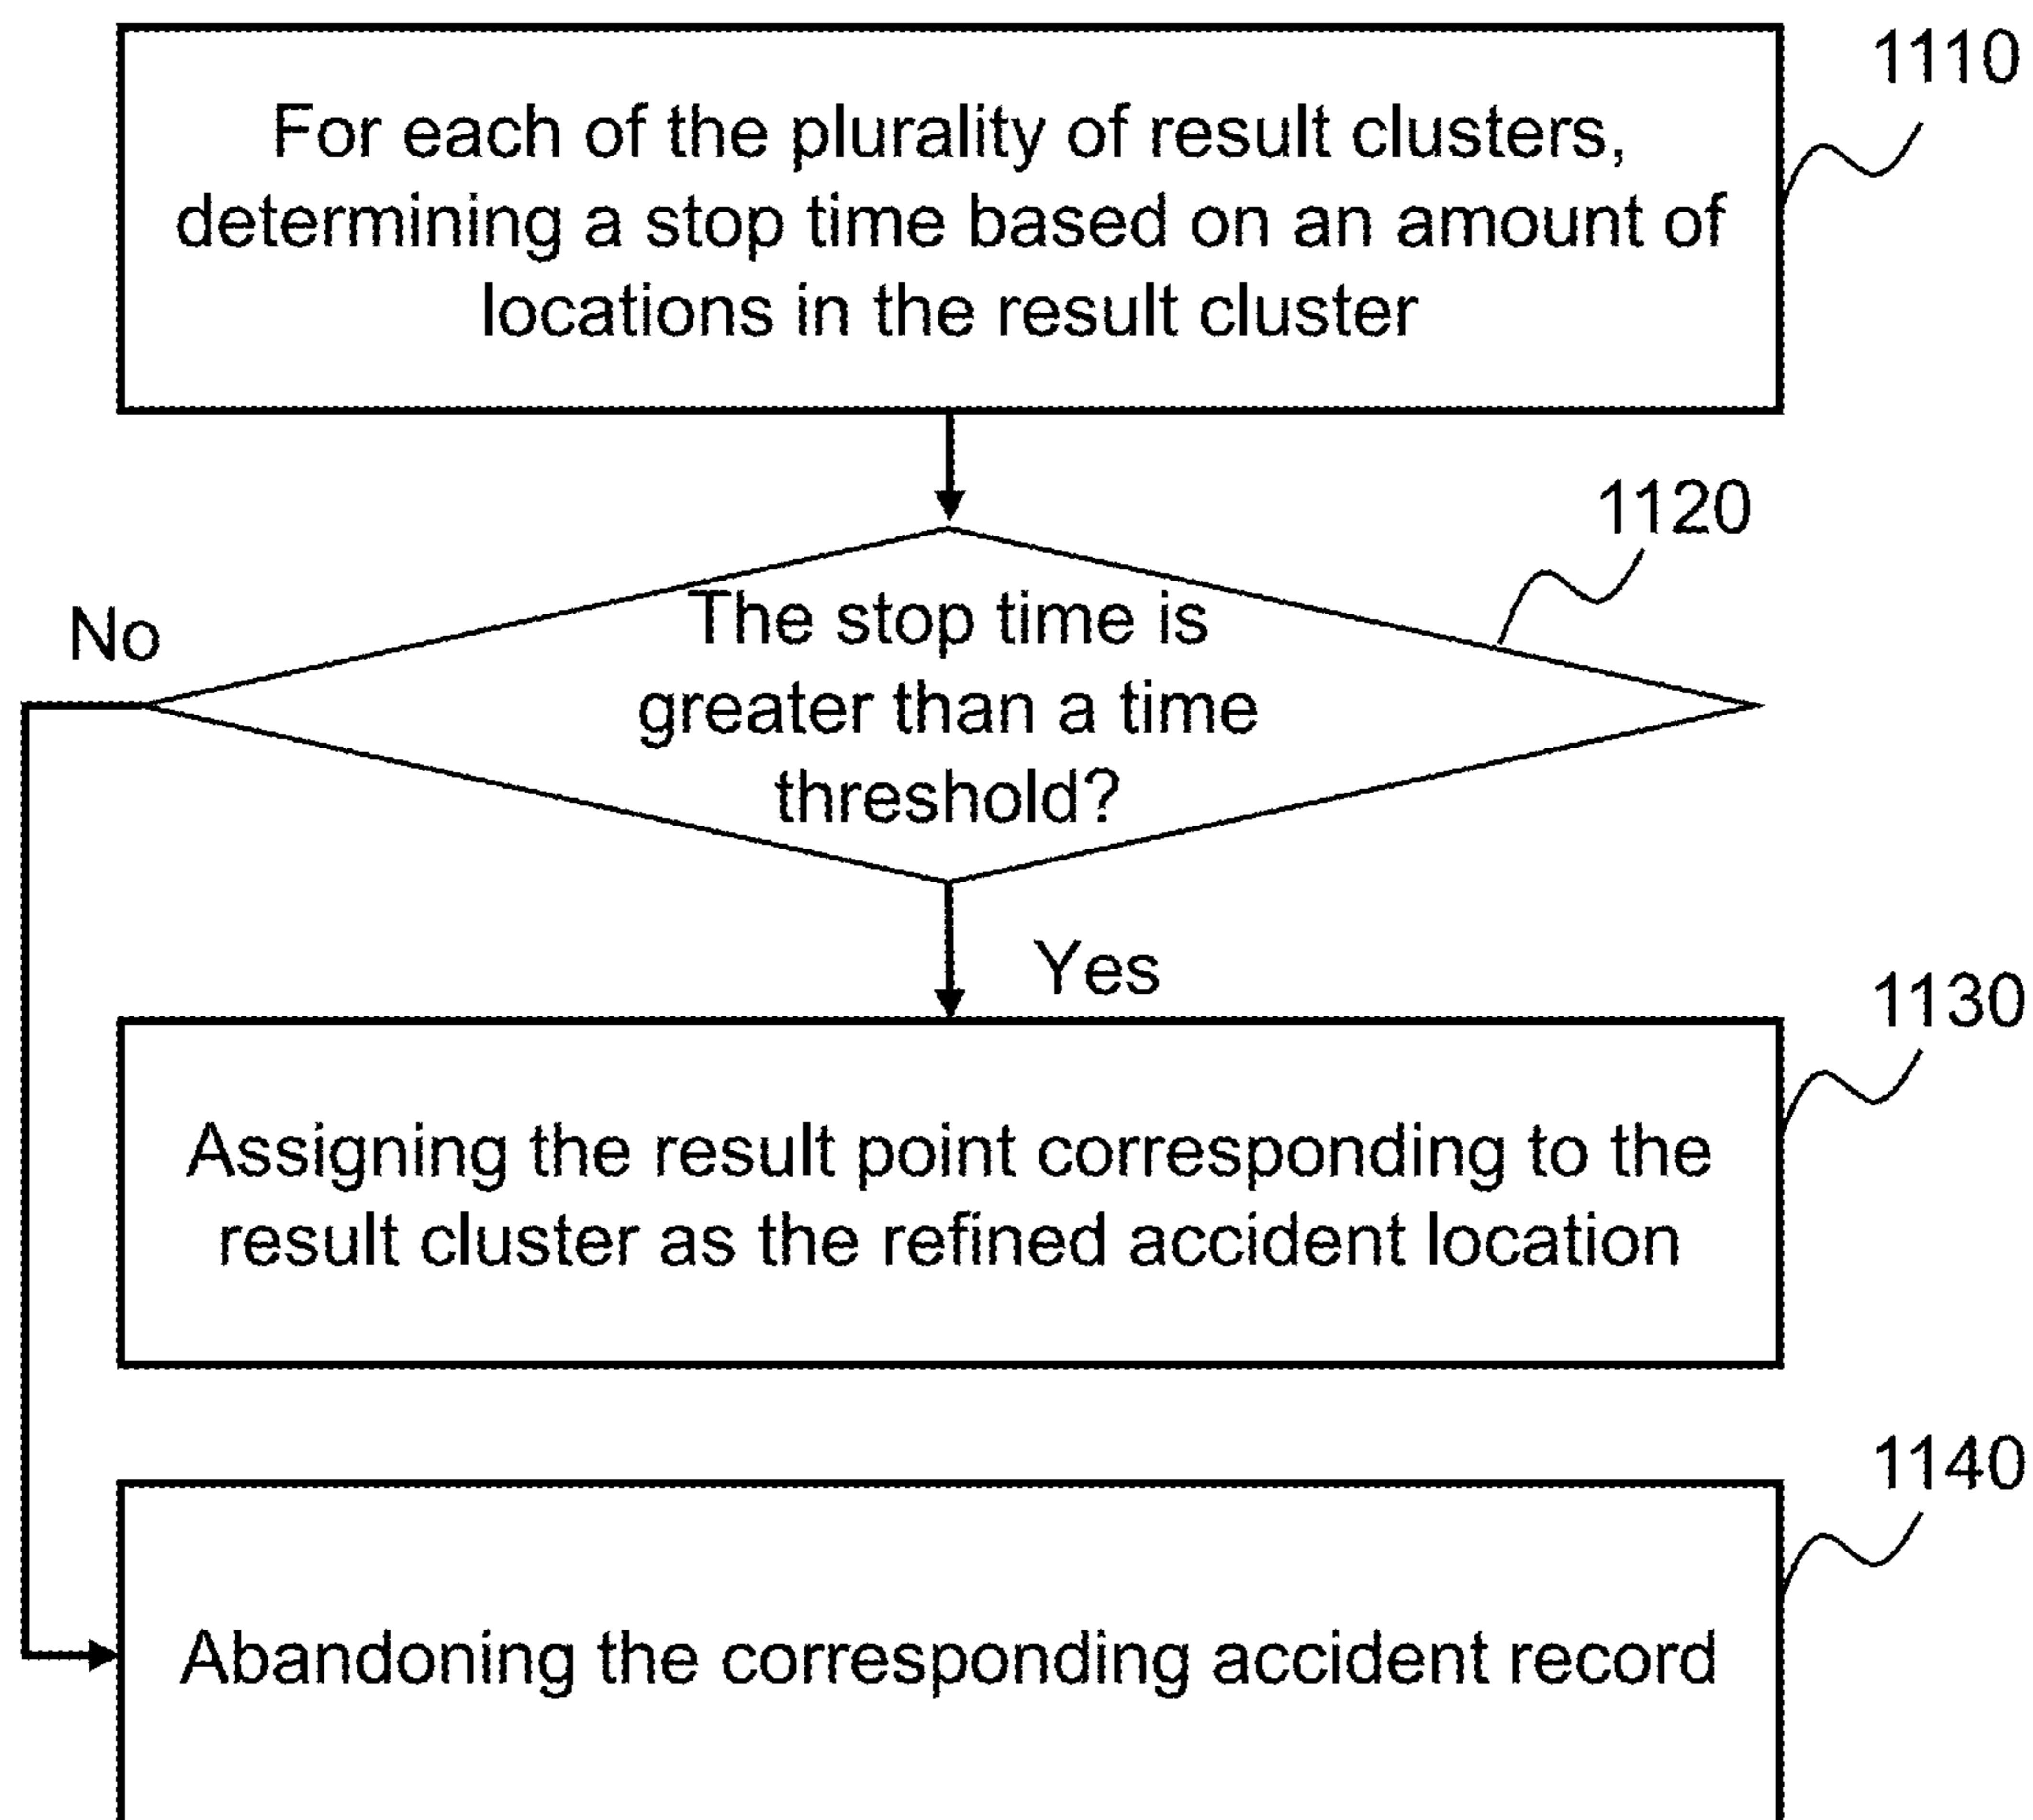 1110
For each of the plurality of result clusters,
determining a stop time based on an amount of
locations in the result cluster
1120
No
The stop time is
greater than a time
threshold?
Yes
1130
Assigning the result point corresponding to the
result cluster as the refined accident location
1140
Abandoning the corresponding accident record